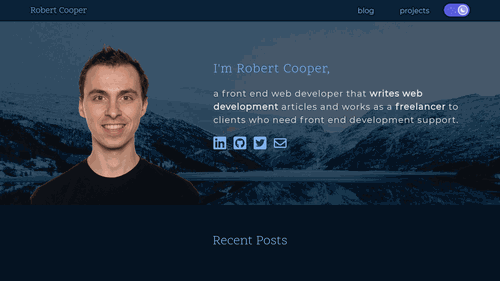 Robert Cooper
blog
projects
I'm Robert Cooper,
a front end web developer that writes web
development articles and works as a freelancer to
clients who need front end development support.
Recent Posts